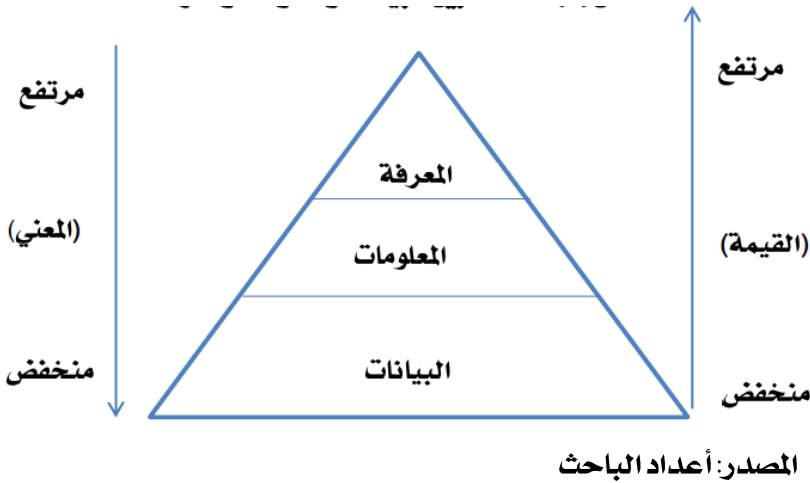 مرتفع
مرتفع
المعرفة
(القيمة)
المعلومات
(المعني)
منخفض
البيانات
منخفض
المصدر: أعداد الباحث